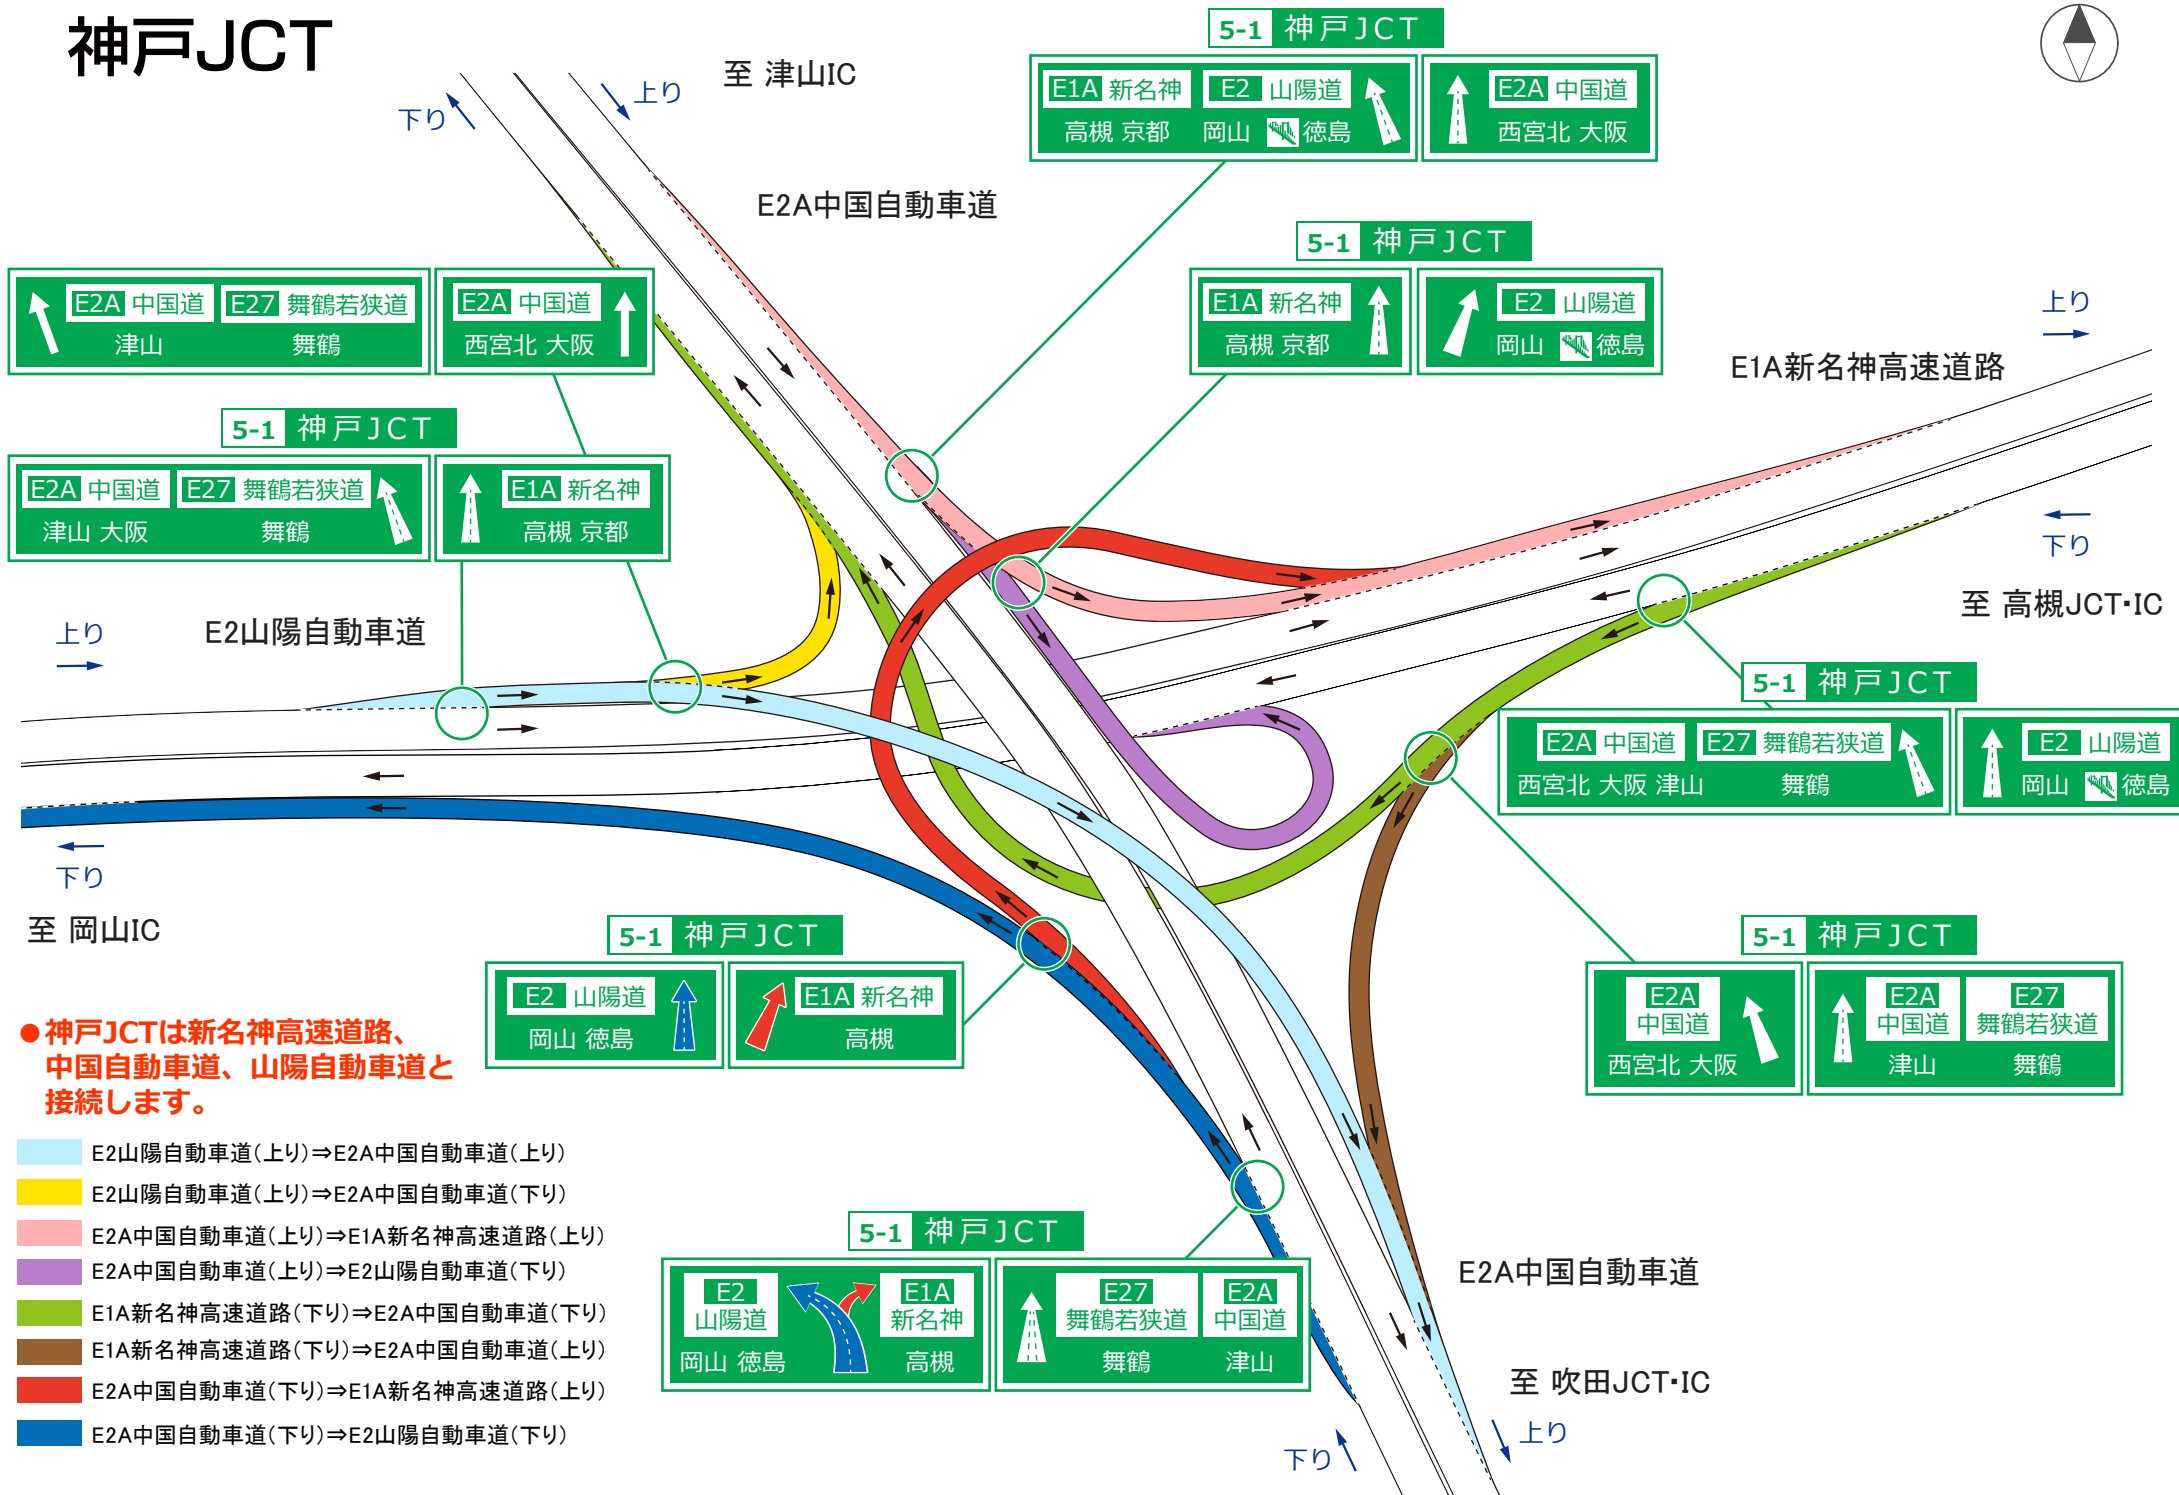 神戸JCT
5-1 神戸JCT
E1A 新名神 E2 山陽道
高槻 京都 岡山 徳島
E2A 中国道
西宮北 大阪
至 津山IC
上り
下り
E2A中国自動車道
5-1 神戸JCT
E1A 新名神
高槻 京都
E2 山陽道
岡山 徳島
E2A 中国道 E27 舞鶴若狭道
津山 舞鶴
E2A 中国道
西宮北 大阪
上り
E1A新名神高速道路
下り
至 高槻JCT・IC
5-1 神戸JCT
E2A 中国道 E27 舞鶴若狭道
津山 大阪 舞鶴
E1A 新名神
高槻 京都
上り
E2山陽自動車道
下り
至 岡山IC
5-1 神戸JCT
E2A 中国道 E27 舞鶴若狭道
西宮北 大阪 津山 舞鶴
E2 山陽道
岡山 徳島
5-1 神戸JCT
E2 山陽道
岡山 徳島
E1A 新名神
高槻
5-1 神戸JCT
E2A
中国道
西宮北 大阪
E2A
中国道
津山
E27
舞鶴若狭道
舞鶴
●神戸JCTは新名神高速道路、
中国自動車道、山陽自動車道と
接続します。
E2山陽自動車道(上り)⇒E2A中国自動車道(上り)
E2山陽自動車道(上り)⇒E2A中国自動車道(下り)
E2A中国自動車道(上り)⇒E1A新名神高速道路(上り)
E2A中国自動車道(上り)⇒E2山陽自動車道(下り)
E1A新名神高速道路(下り)⇒E2A中国自動車道(下り)
E1A新名神高速道路(下り)⇒E2A中国自動車道(上り)
E2A中国自動車道(下り)⇒E1A新名神高速道路(上り)
E2A中国自動車道(下り)⇒E2山陽自動車道(下り)
5-1 神戸JCT
E2
山陽道
岡山 徳島
E1A
新名神
高槻
E27
舞鶴若狭道
舞鶴
E2A
中国道
津山
E2A中国自動車道
至 吹田JCT・IC
上り
下り